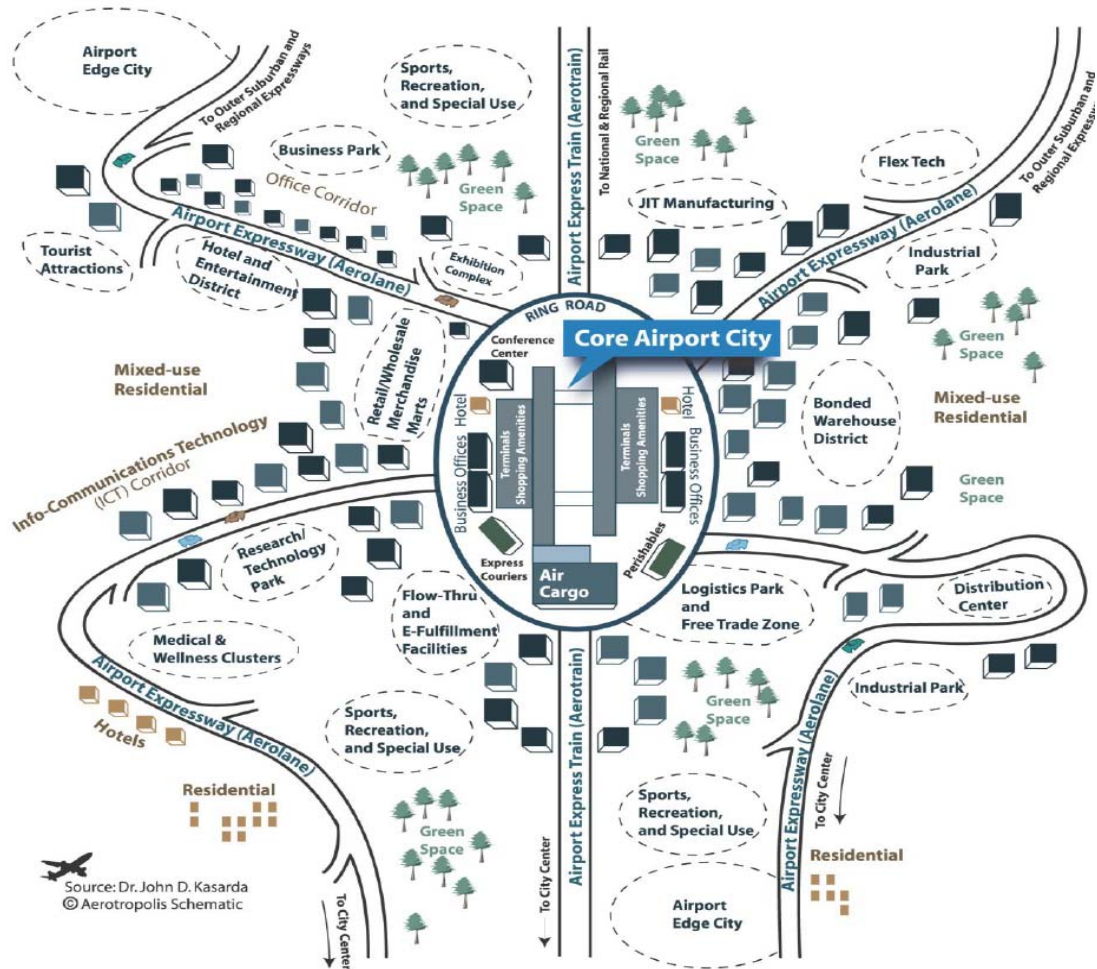 Airport
Edge City
To Outer Suburban and
Regional Expressways
Sports,
Recreation,
and Special Use
Airport Express Train (Aerotrain)
To National & Regional Rail
Green
Space
Flex Tech
To Outer Suburban and
Regional Expressways
Business Park
Office Corridor
Green
Space
JIT Manufacturing
Airport Expressway (Aerolane)
Airport Expressway (Aerolane)
Tourist
Attractions
Hotel and
Entertainment
District
Exhibition
Complex
Industrial
Park
Green
Space
RING ROAD
Core Airport City
Conference
Center
Mixed-use
Residential
Retail/Wholesale
Merchandise
Marts
Hotel
Hotel
Terminals
Shopping Amenities
Terminals
Shopping Amenities
Business Offices
Business Offices
Bonded
Warehouse
District
Mixed-use
Residential
Info-Communications Technology
(ICT) Corridor
Green
Space
Research/
Technology
Park
Express
Couriers
Perishables
Air
Cargo
Flow-Thru
and
E-Fulfillment
Facilities
Logistics Park
and
Free Trade Zone
Distribution
Center
Medical &
Wellness Clusters
Airport Expressway (Aerolane)
Hotels
Sports,
Recreation,
and Special Use
Airport Express Train (Aerotrain)
Green
Space
Industrial Park
Airport Expressway (Aerolane)
To City Center
Residential
Green
Space
Sports,
Recreation,
and Special Use
Residential
Source: Dr. John D. Kasarda
© Aerotropolis Schematic
To City Center
To City Center
Airport
Edge City